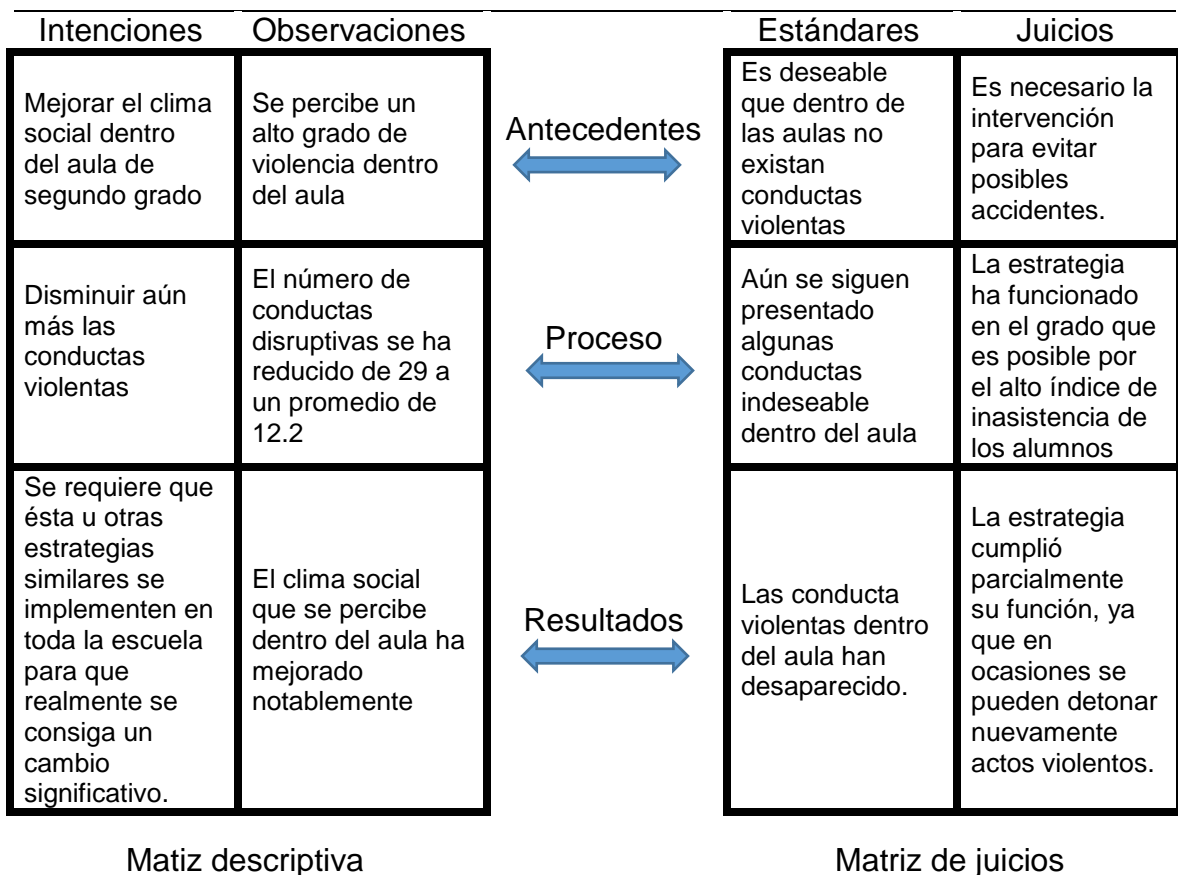 Intenciones
Observaciones
Estándares
Juicios
Mejorar el clima
social dentro
del aula de
segundo grado
Se percibe un
alto grado de
violencia dentro
del aula
Antecedentes
Es deseable
que dentro de
las aulas no
existan
conductas
violentas
Es necesario la
intervención
para evitar
posibles
accidentes.
Disminuir aún
más las
conductas
violentas
El número de
conductas
disruptivas se ha
reducido de 29 a
un promedio de
12.2
Proceso
Aún se siguen
presentado
algunas
conductas
indeseable
dentro del aula
La estrategia
ha funcionado
en el grado que
es posible por
el alto índice de
inasistencia de
los alumnos
Se requiere que
ésta u otras
estrategias
similares se
implementen en
toda la escuela
para que
realmente se
consiga un
cambio
significativo.
El clima social
que se percibe
dentro del aula ha
mejorado
notablemente
Resultados
Las conducta
violentas dentro
del aula han
desaparecido.
La estrategia
cumplió
parcialmente
su función, ya
que en
ocasiones se
pueden detonar
nuevamente
actos violentos.
Matiz descriptiva
Matriz de juicios